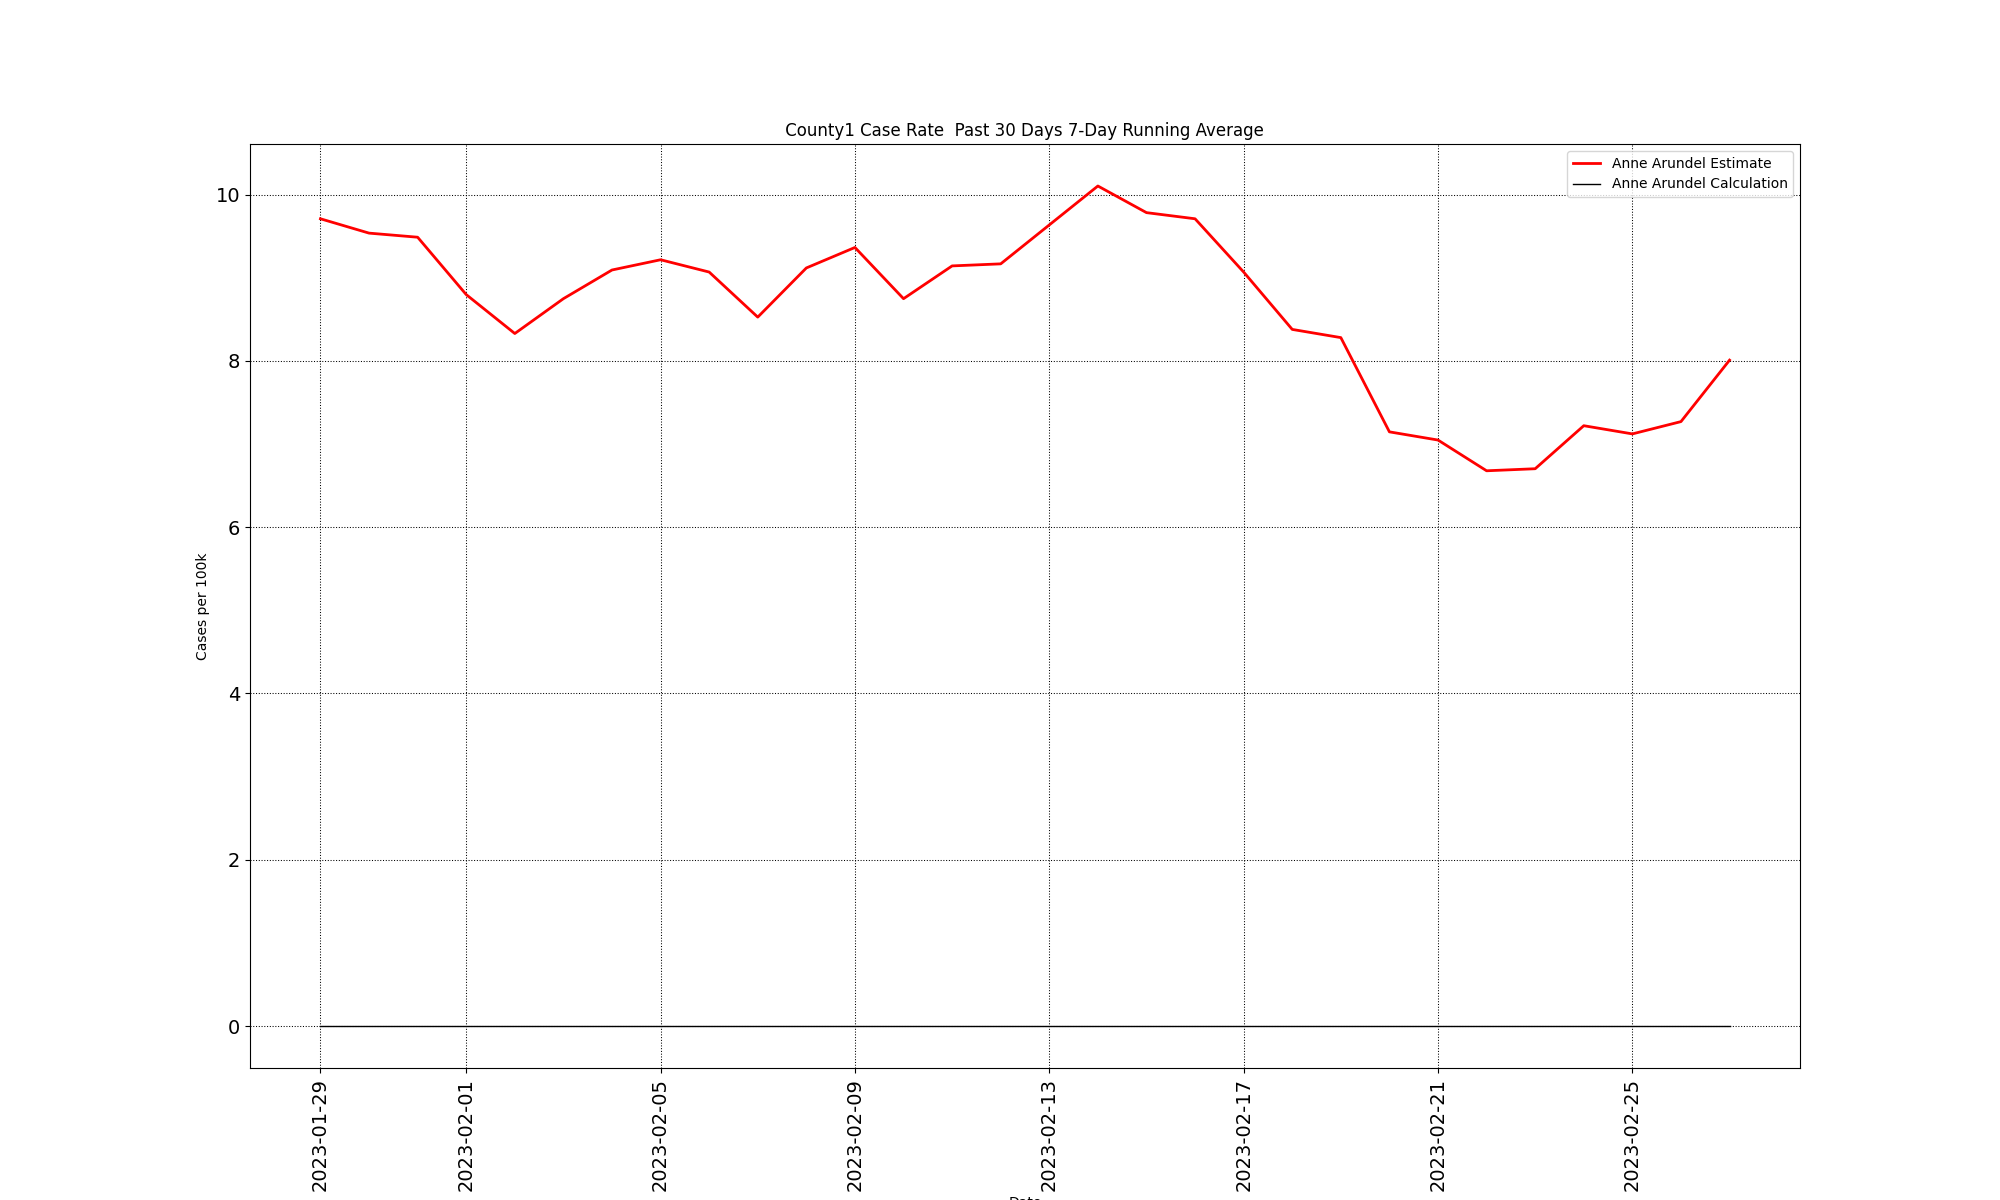 County1 Case Rate  Past 30 Days 7-Day Running Average
Anne Arundel Estimate
Anne Arundel Calculation
10
8
6
4
2
0
Cases per 100k
2023-01-29
2023-02-01
2023-02-05
2023-02-09
2023-02-13
2023-02-17
2023-02-21
2023-02-25
Date